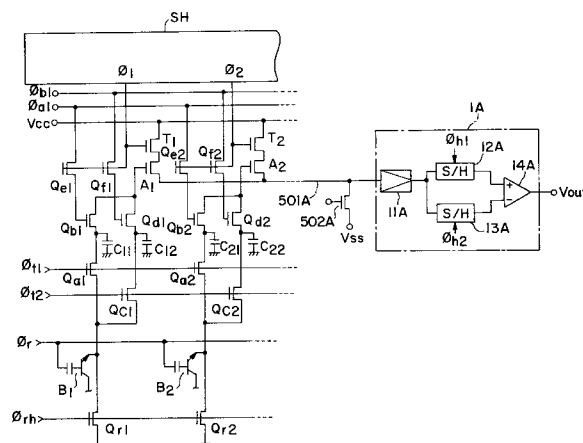 SH
Ø1 Ø2
Øb1
Øa1
Vcc
T1 T2
Qe1 Qf1 A1 Qe2 Qf2 A2
Qb1 Qd1 Qb2 Qd2
C11 C12 C21 C22
Øt1 Qa1 Qa2
Øt2 QC1 QC2
Ør
B1 B2
Ørh Qr1 Qr2
501A
502A
Vss
1A
Øh1 12A
S/H 14A
11A + − Vout
S/H
13A
Øh2